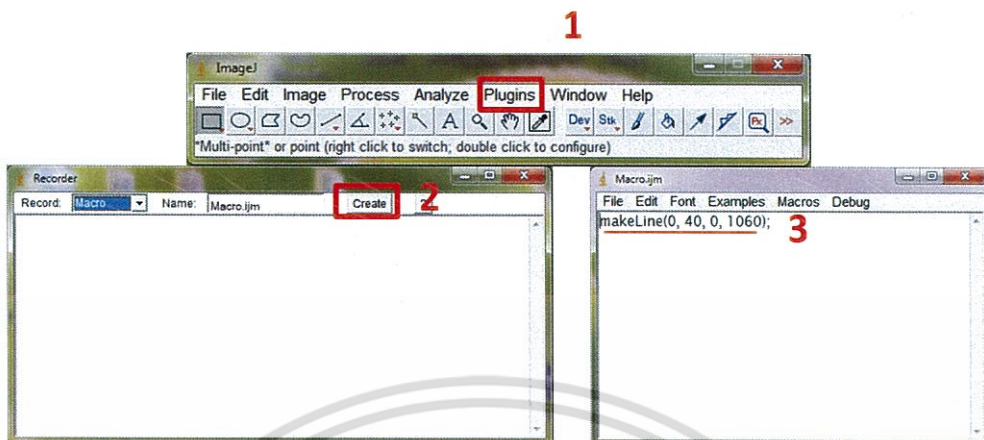 1
ImageJ
File Edit Image Process Analyze Plugins Window Help
A Dev Stk >>
*Multi-point* or point (right click to switch; double click to configure)
Recorder
Record: Macro Name: Macro.ijm Create 2
Macro.ijm
File Edit Font Examples Macros Debug
makeLine(0, 40, 0, 1060);
3